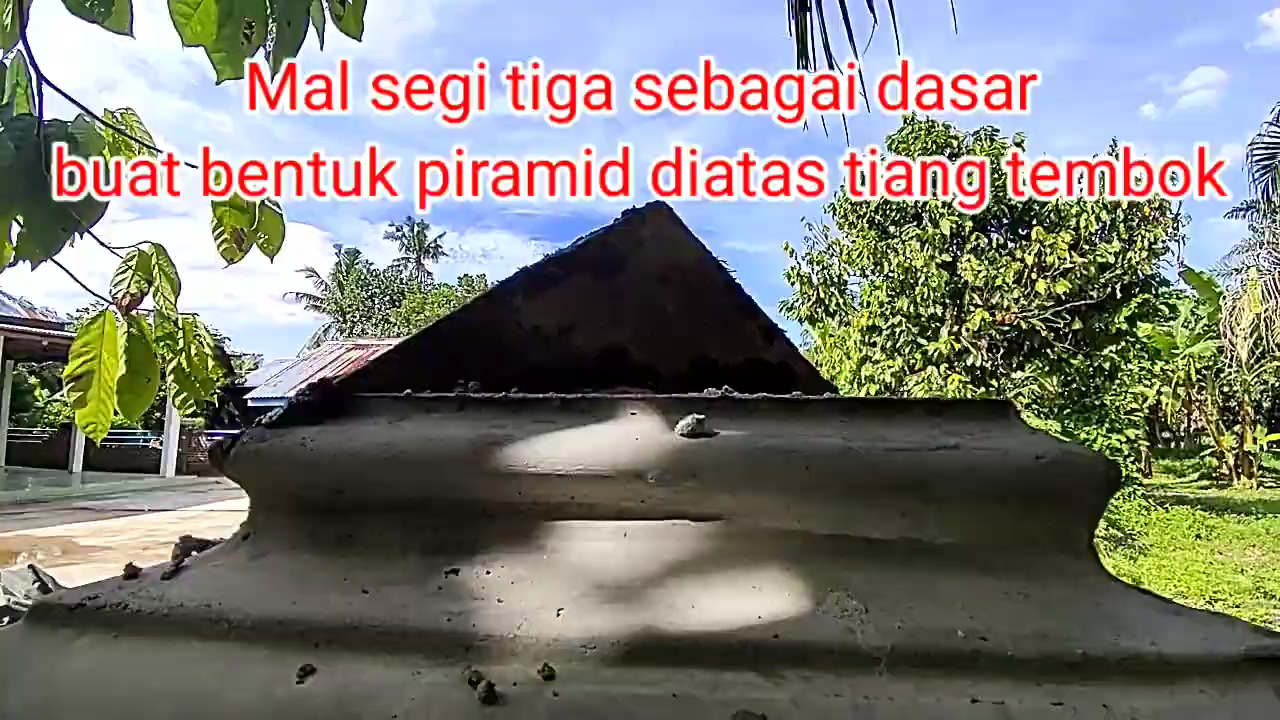 Mal segi tiga sebagai dasar
buat bentuk piramid diatas tiang tembok